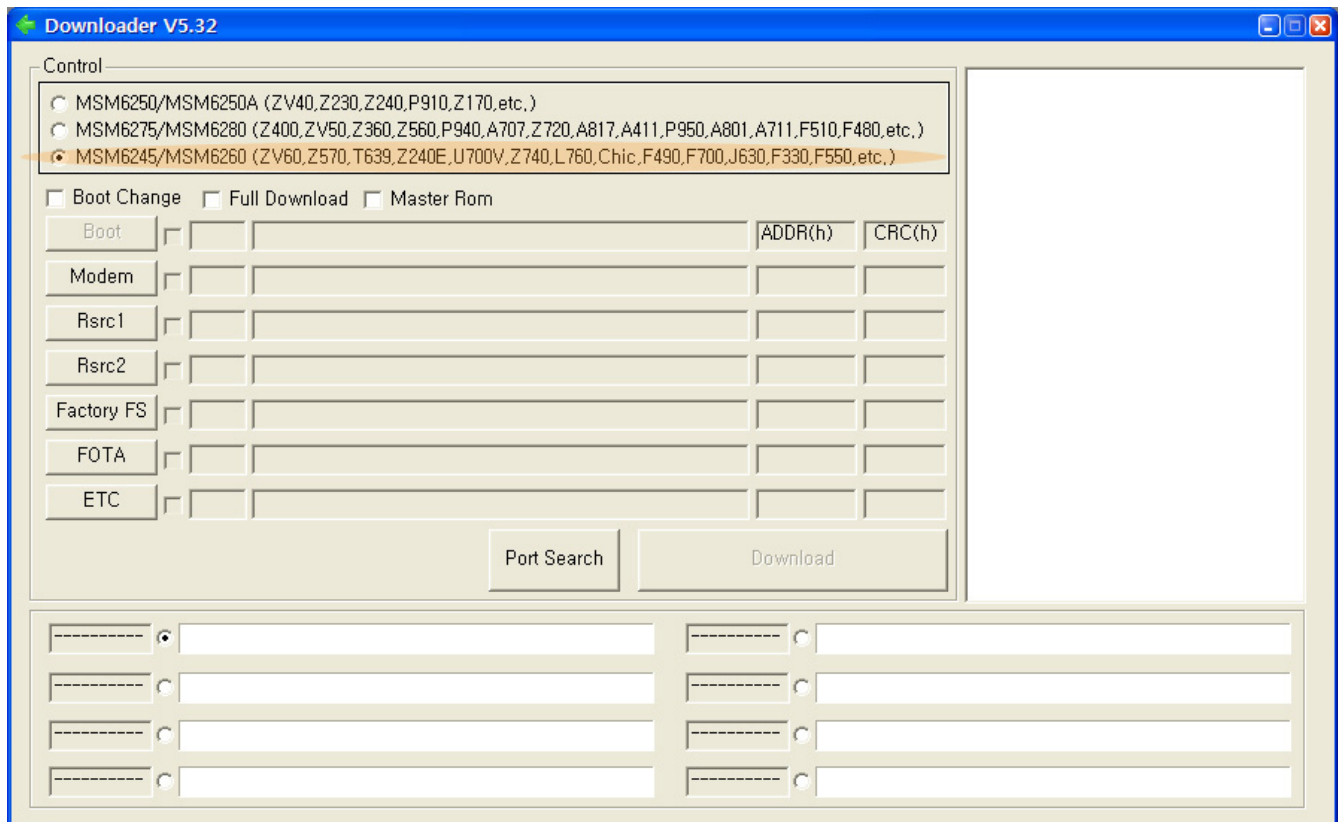 Downloader V5.32
Control
MSM6250/MSM6250A (ZV40,Z230,Z240,P910,Z170,etc,)
MSM6275/MSM6280 (Z400,ZV50,Z360,Z560,P940,A707,Z720,A817,A411,P950,A801,A711,F510,F480,etc,)
MSM6245/MSM6260 (ZV60,Z570,T639,Z240E,U700V,Z740,L760,Chic,F490,F700,J630,F330,F550,etc,)
Boot Change Full Download Master Rom
Boot ADDR(h) CRC(h)
Modem
Rsrc1
Rsrc2
Factory FS
FOTA
ETC
Port Search Download
---------- ----------
---------- ----------
---------- ----------
---------- ----------